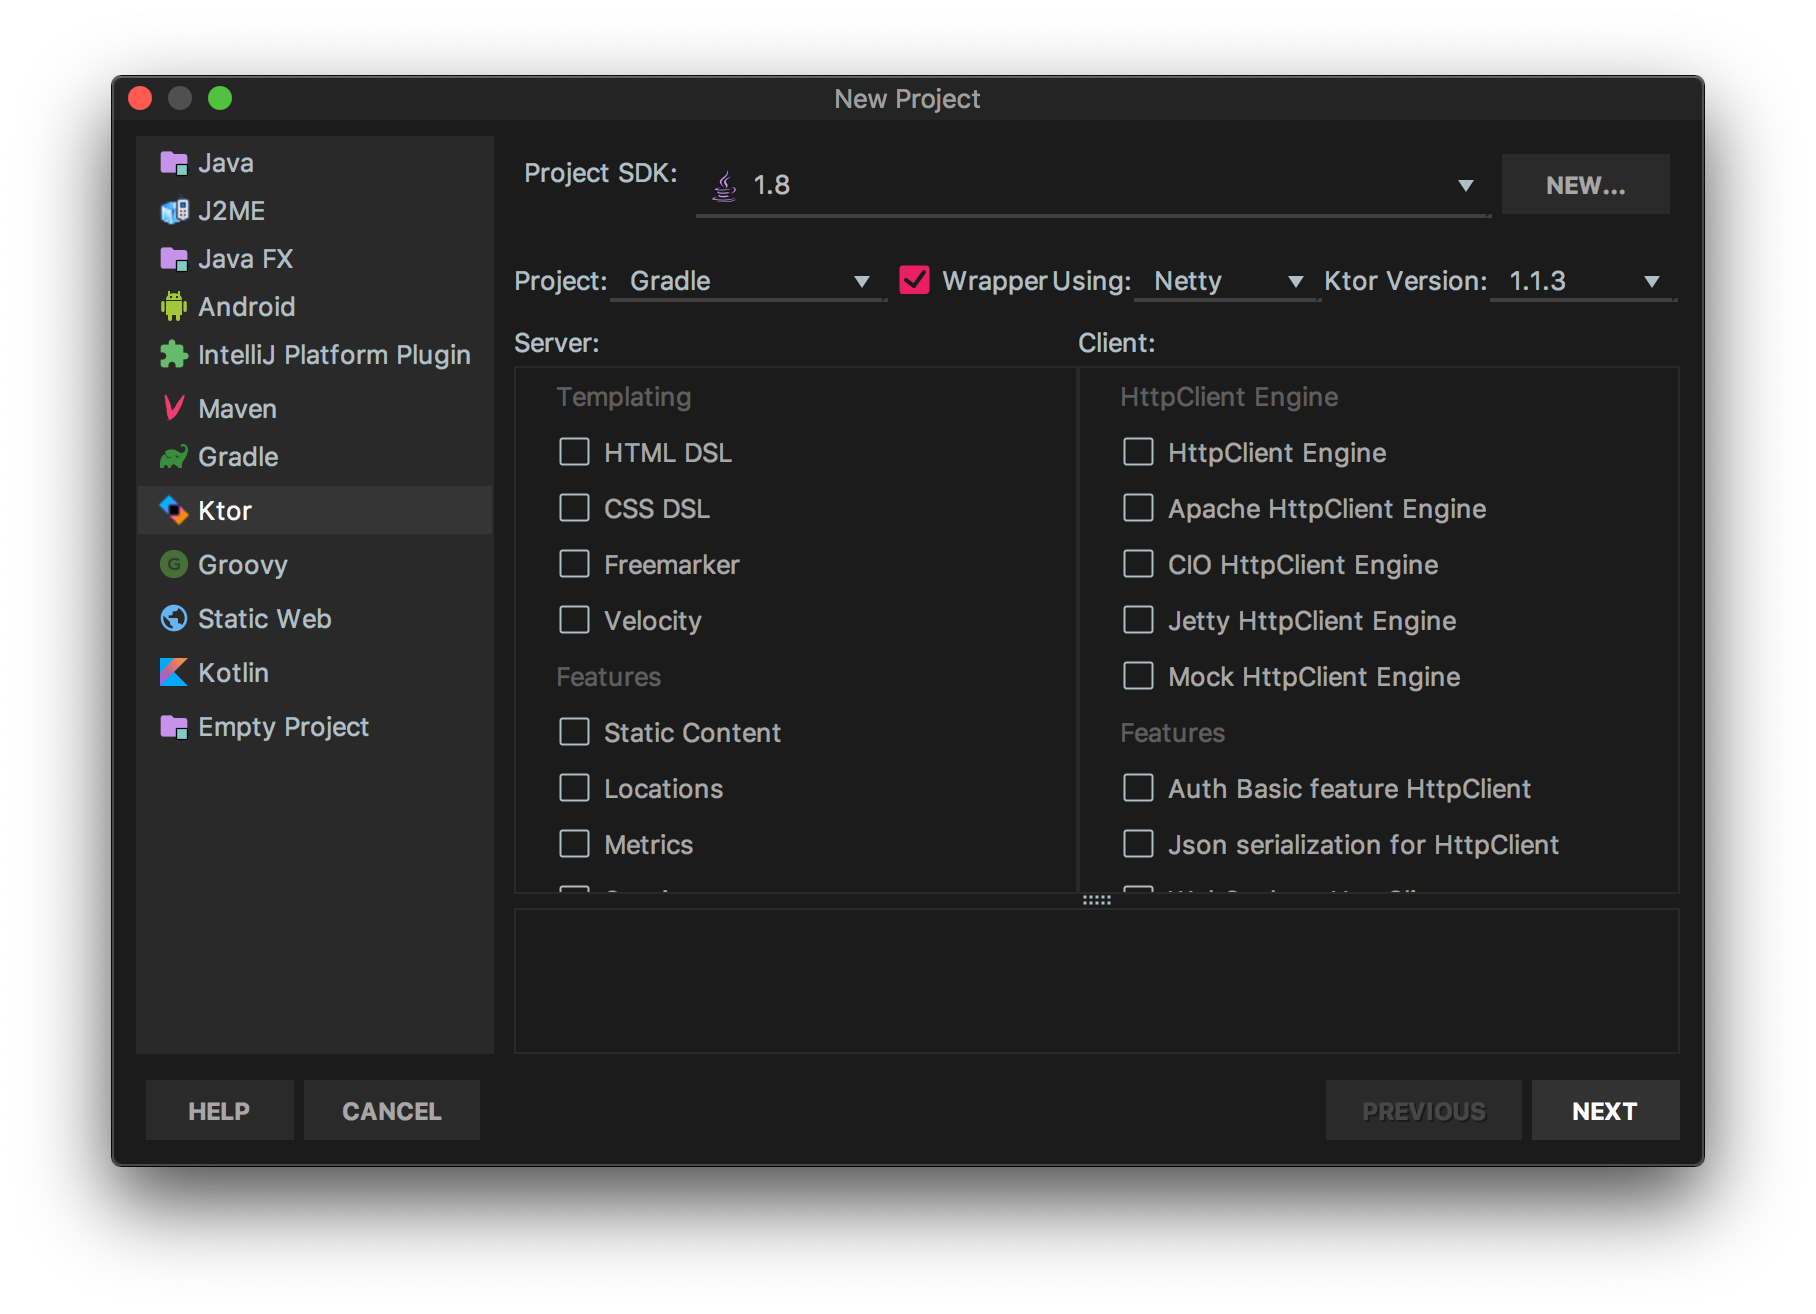 New Project
Java
J2ME
Java FX
Android
IntelliJ Platform Plugin
Maven
Gradle
Ktor
G
Groovy
Static Web
Kotlin
Empty Project
Project SDK: 1.8 NEW...
Project: Gradle Wrapper Using: Netty Ktor Version: 1.1.3
Server:
Templating
HTML DSL
CSS DSL
Freemarker
Velocity
Features
Static Content
Locations
Metrics
Client:
HttpClient Engine
HttpClient Engine
Apache HttpClient Engine
CIO HttpClient Engine
Jetty HttpClient Engine
Mock HttpClient Engine
Features
Auth Basic feature HttpClient
Json serialization for HttpClient
HELP CANCEL PREVIOUS NEXT